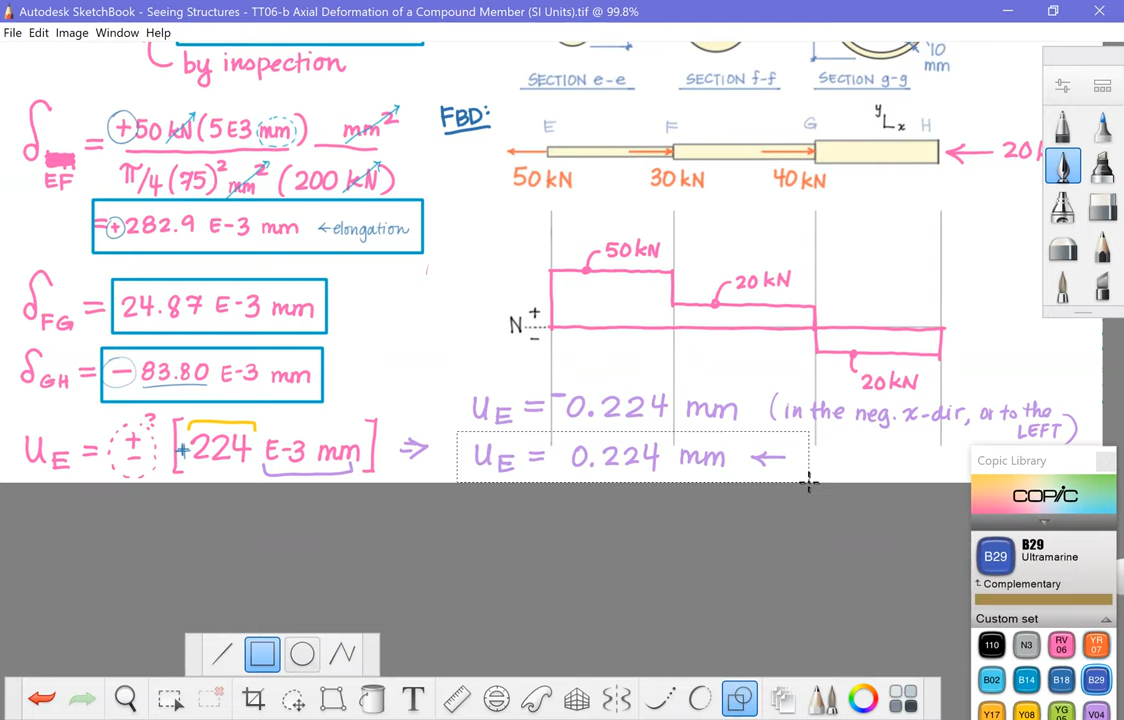 Autodesk SketchBook - Seeing Structures - TT06-b Axial Deformation of a Compound Member (SI Units).tif @ 99.8%
File Edit Image Window Help
by inspection
δEF = +50 kN (5E3 mm) mm²
π/4 (75)² mm² (200 kN)
= +282.9 E-3 mm ← elongation
δFG = 24.87 E-3 mm
δGH = - 83.80 E-3 mm
uE = +- ? [+224 E-3 mm] ⇒
10 mm
SECTION e-e SECTION f-f SECTION g-g
FBD:
E F G y x H
50 kN 30 kN 40 kN 20
50 kN
20 kN
N + -
20 kN
uE = -0.224 mm (in the neg. x-dir, or to the LEFT)
uE = 0.224 mm ←
Copic Library
COPIC
B29
B29
Ultramarine
Complementary
Custom set
110 N3 RV 06 YR 07
B02 B14 B18 B29
Y17 Y08 YG V04
T